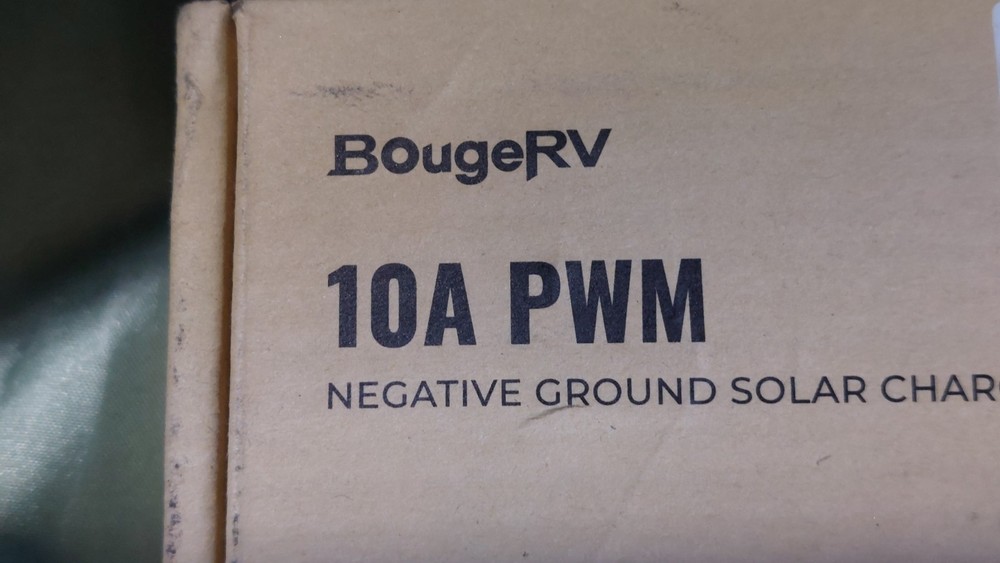 BougeRV
10A PWM
NEGATIVE GROUND SOLAR